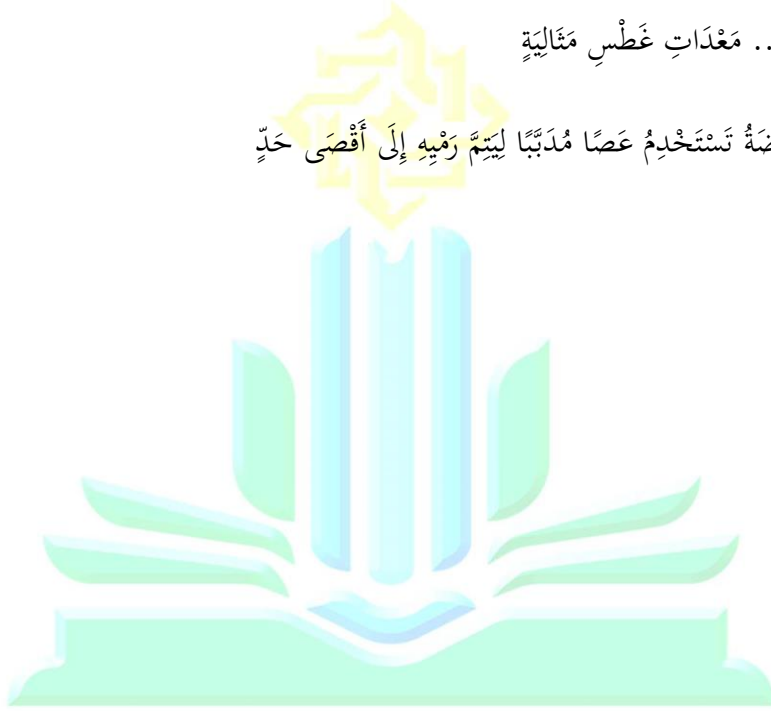 .. مَعْدَاتِ غَطْسِ مَثَالِيَةٍ
تَسْتَخْدِمُ عَصًا مُدَبَّبًا لِيَتِمَّ رَمْيِهِ إِلَى أَقْصَى حَدٍّ